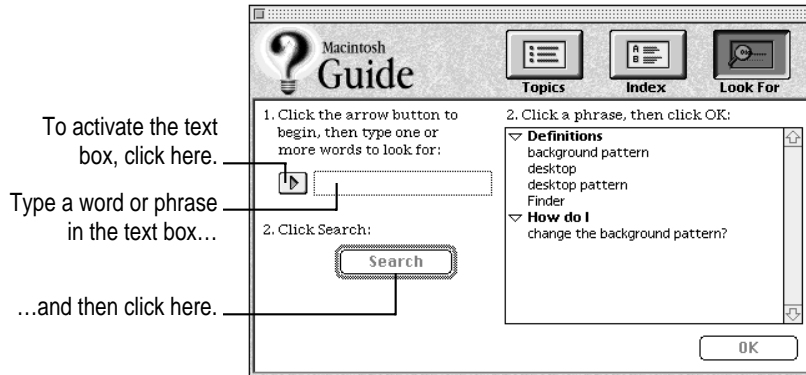 Macintosh
Guide
Topics
Index
Look For
To activate the text
box, click here.
Type a word or phrase
in the text box…
…and then click here.
1. Click the arrow button to
begin, then type one or
more words to look for:
2. Click Search:
Search
2. Click a phrase, then click OK:
Definitions
background pattern
desktop
desktop pattern
Finder
How do I
change the background pattern?
OK